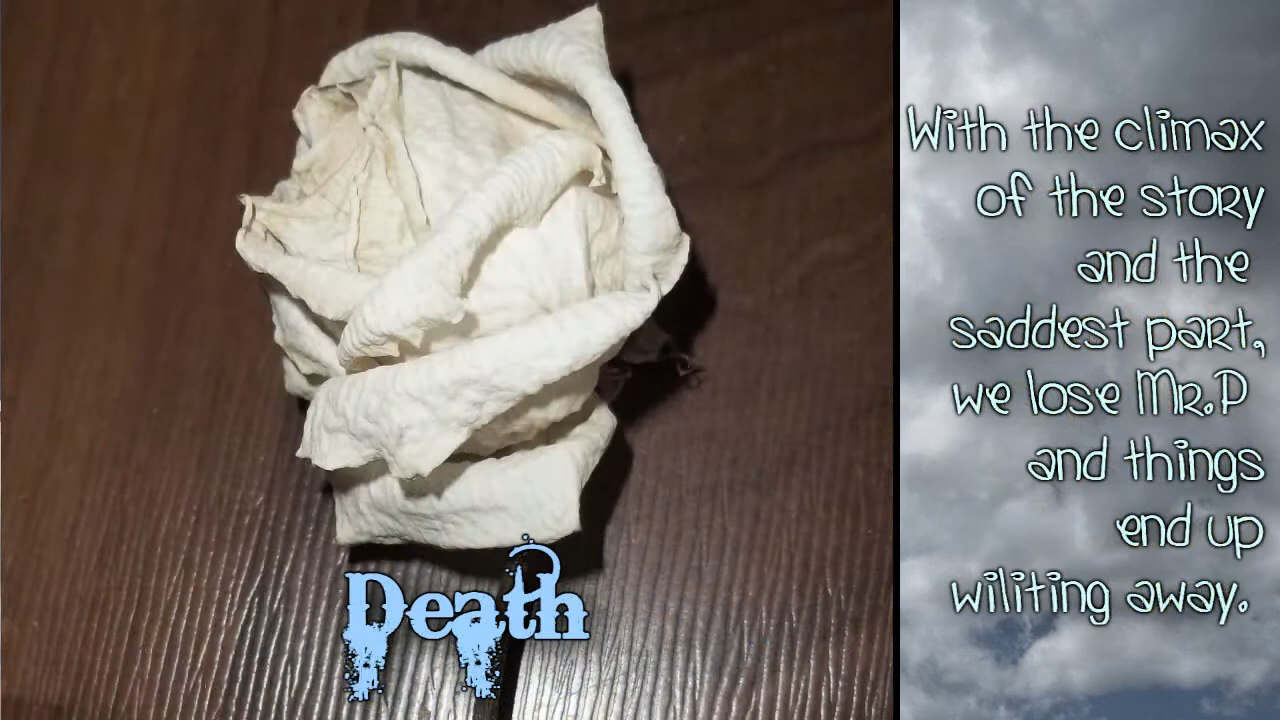 Death
With the climax
of the story
and the
saddest part,
we lose Mr.P
and things
end up
wiliting away.